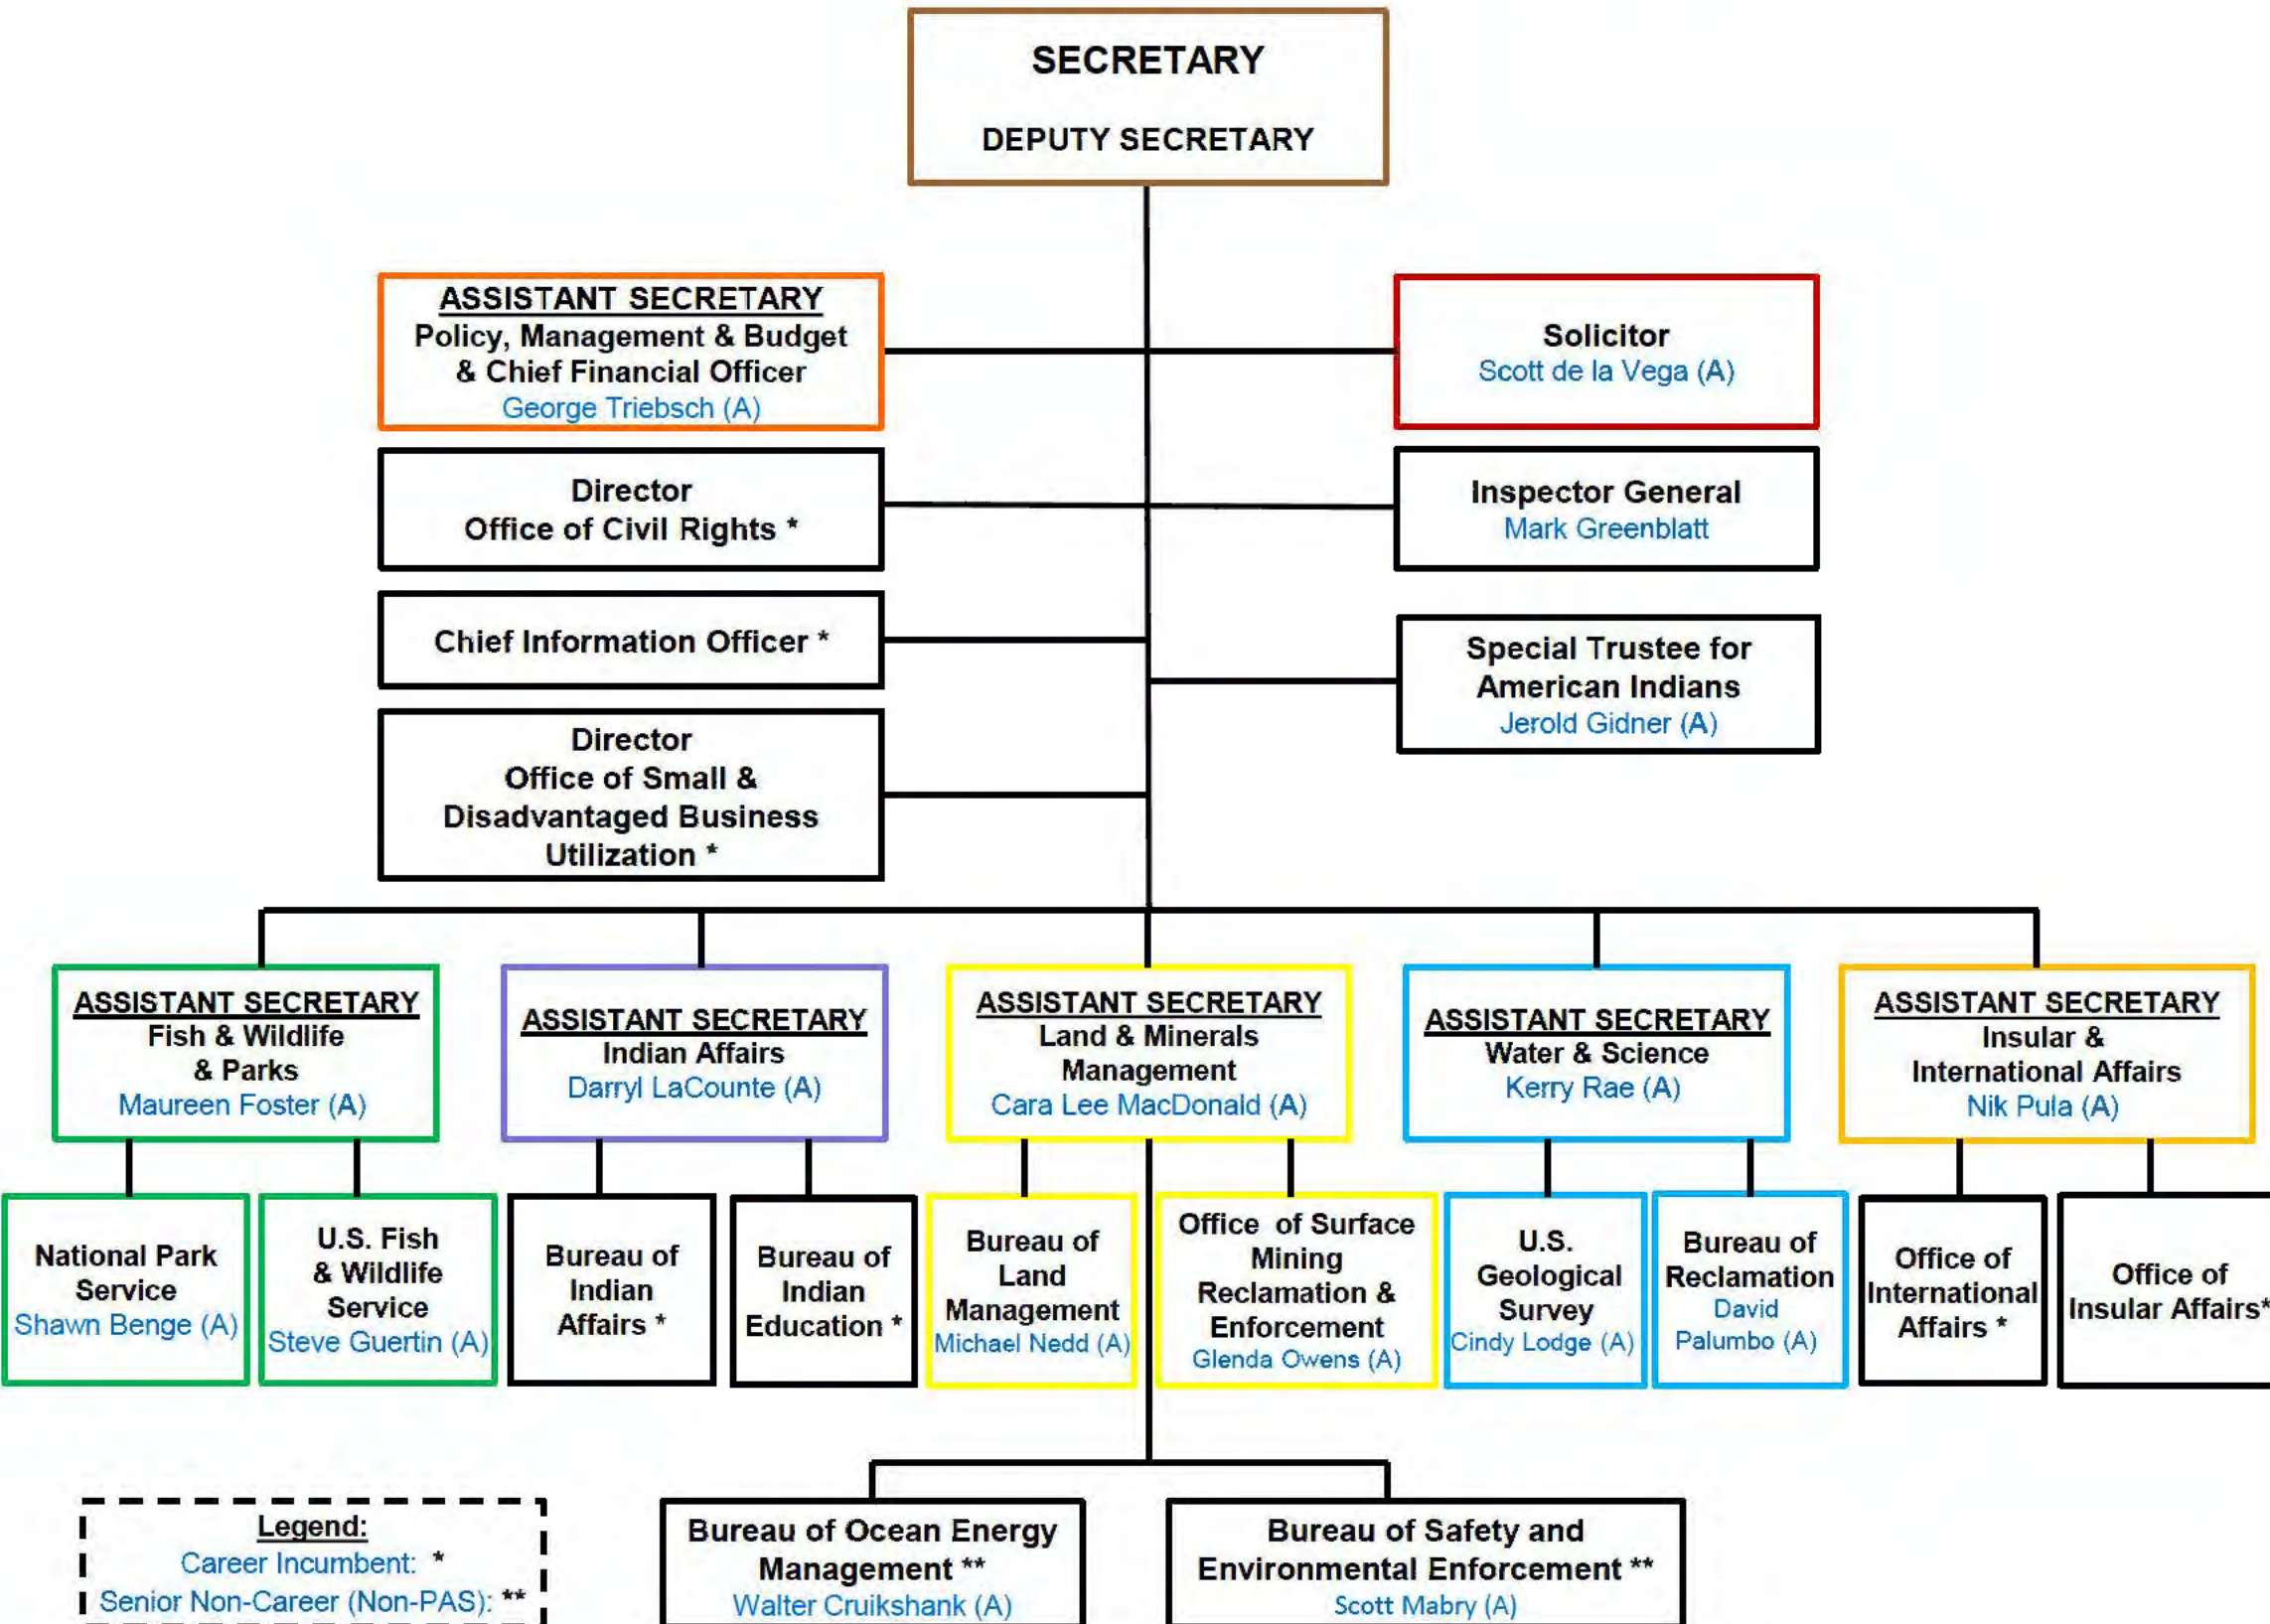 SECRETARY
DEPUTY SECRETARY
ASSISTANT SECRETARY
Policy, Management & Budget
& Chief Financial Officer
George Triebsch (A)
Solicitor
Scott de la Vega (A)
Director
Office of Civil Rights *
Inspector General
Mark Greenblatt
Chief Information Officer *
Special Trustee for
American Indians
Jerold Gidner (A)
Director
Office of Small &
Disadvantaged Business
Utilization *
ASSISTANT SECRETARY
Fish & Wildlife
& Parks
Maureen Foster (A)
ASSISTANT SECRETARY
Indian Affairs
Darryl LaCounte (A)
ASSISTANT SECRETARY
Land & Minerals
Management
Cara Lee MacDonald (A)
ASSISTANT SECRETARY
Water & Science
Kerry Rae (A)
ASSISTANT SECRETARY
Insular &
International Affairs
Nik Pula (A)
National Park
Service
Shawn Benge (A)
U.S. Fish
& Wildlife
Service
Steve Guertin (A)
Bureau of
Indian
Affairs *
Bureau of
Indian
Education *
Bureau of
Land
Management
Michael Nedd (A)
Office of Surface
Mining
Reclamation &
Enforcement
Glenda Owens (A)
U.S.
Geological
Survey
Cindy Lodge (A)
Bureau of
Reclamation
David
Palumbo (A)
Office of
International
Affairs *
Office of
Insular Affairs*
Legend:
Career Incumbent: *
Senior Non-Career (Non-PAS): **
Bureau of Ocean Energy
Management **
Walter Cruikshank (A)
Bureau of Safety and
Environmental Enforcement **
Scott Mabry (A)